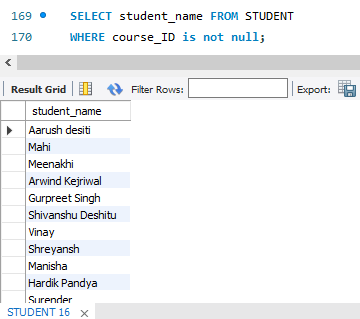 169 SELECT student_name FROM STUDENT
170 WHERE course_ID is not null;
Result Grid Filter Rows: Export:
student_name
Aarush desiti
Mahi
Meenakhi
Arwind Kejriwal
Gurpreet Singh
Shivanshu Deshitu
Vinay
Shreyansh
Manisha
Hardik Pandya
Surender
STUDENT 16